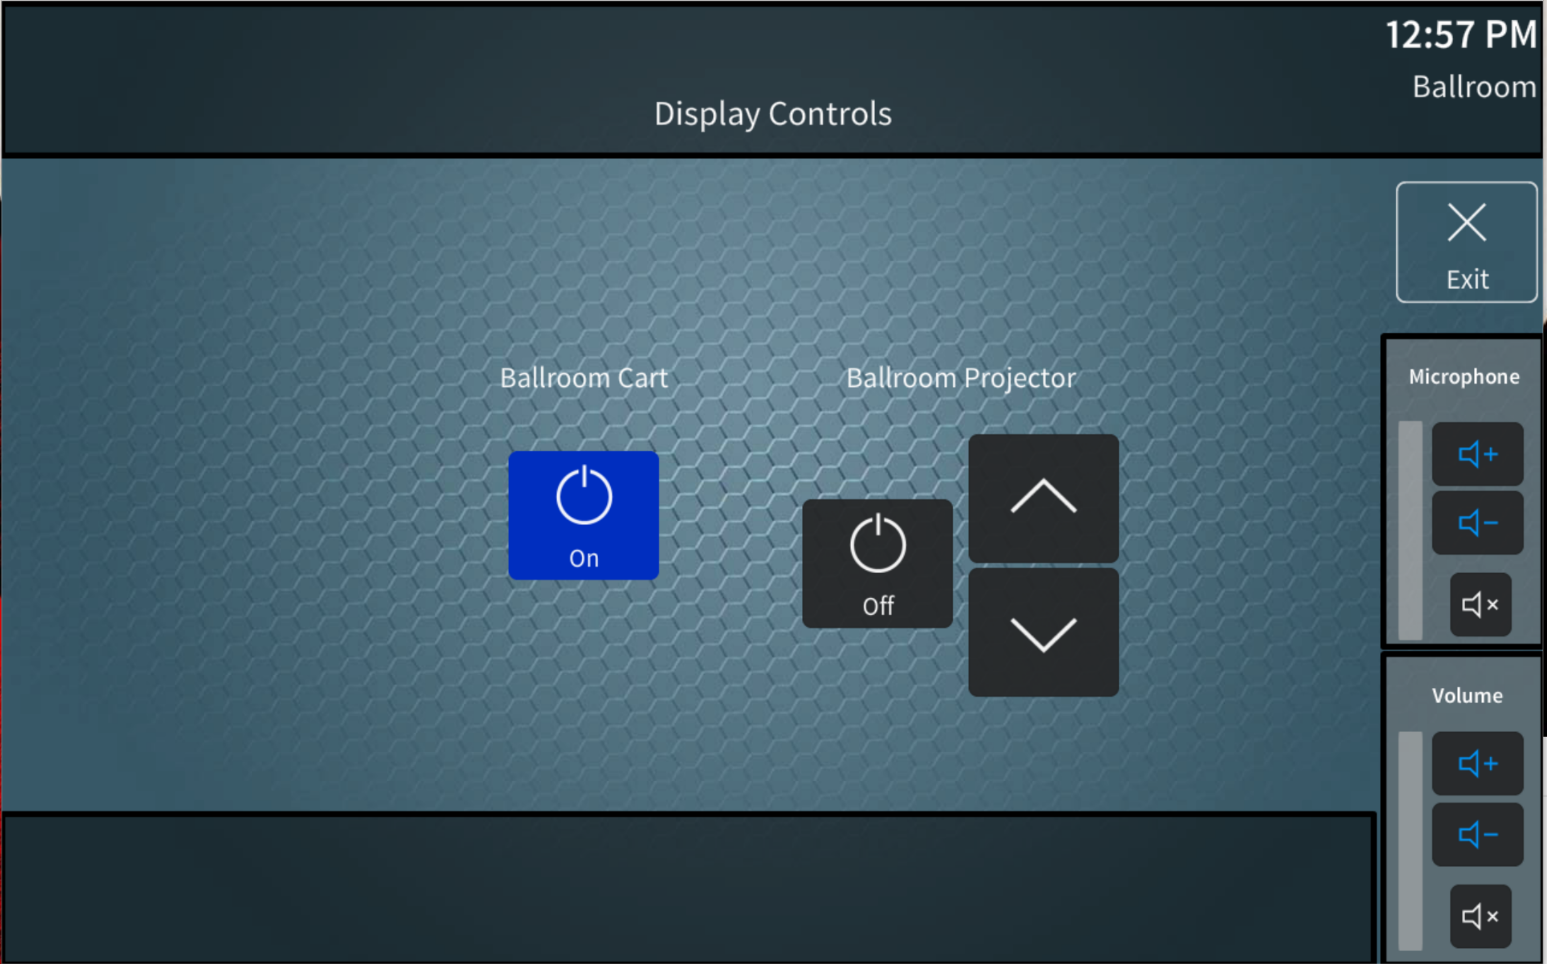 12:57 PM
Ballroom
Display Controls
Exit
Ballroom Cart
Ballroom Projector
On
Off
Microphone
Volume